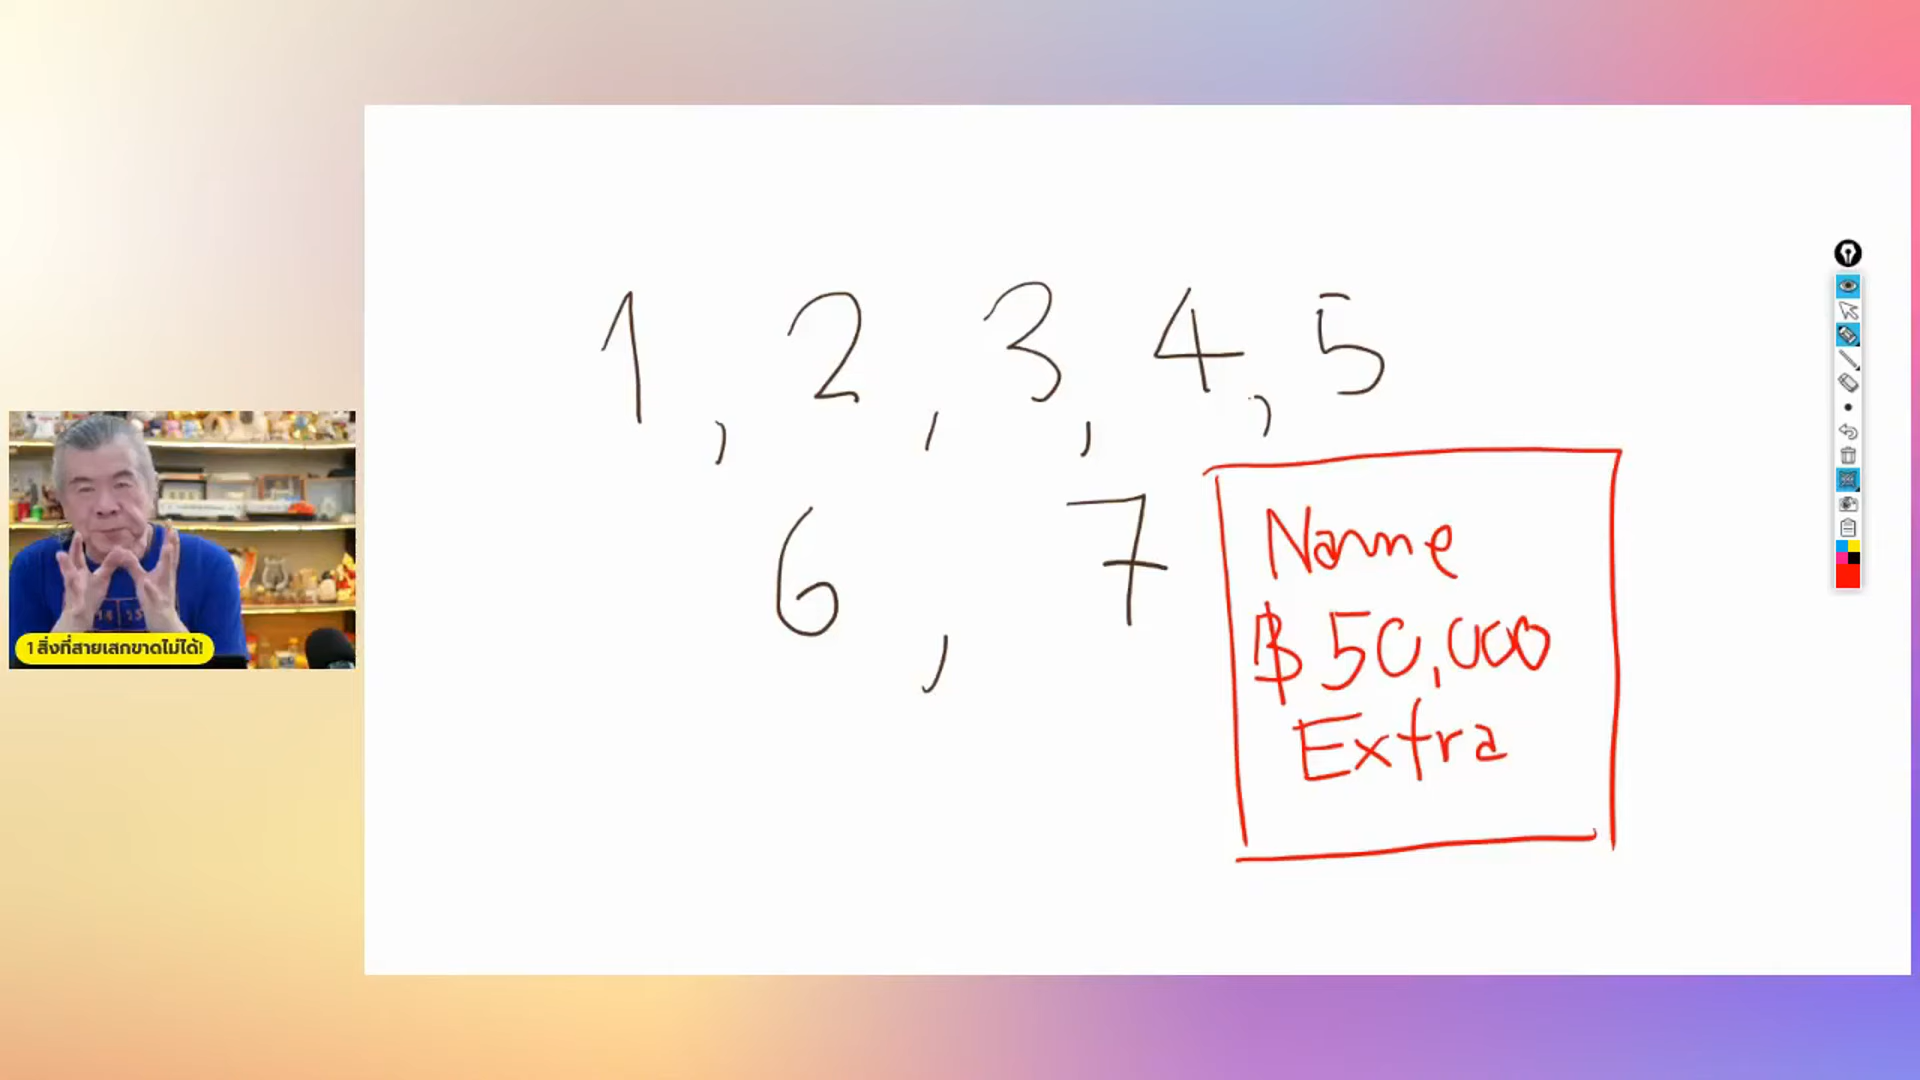 1, 2, 3, 4, 5
6, 7
Name
$50,000
Extra
1 สิ่งที่สายเสกขาดไม่ได้!